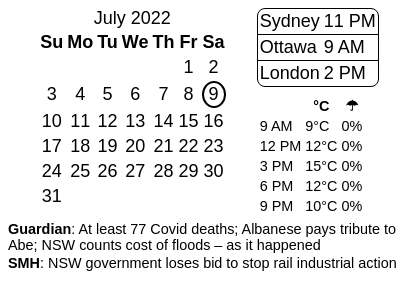 July 2022
Su Mo Tu We Th Fr Sa
1 2
3 4 5 6 7 8 9
10 11 12 13 14 15 16
17 18 19 20 21 22 23
24 25 26 27 28 29 30
31
Sydney 11 PM
Ottawa 9 AM
London 2 PM
°C ☂
9 AM 9°C 0%
12 PM 12°C 0%
3 PM 15°C 0%
6 PM 12°C 0%
9 PM 10°C 0%
Guardian: At least 77 Covid deaths; Albanese pays tribute to
Abe; NSW counts cost of floods – as it happened
SMH: NSW government loses bid to stop rail industrial action